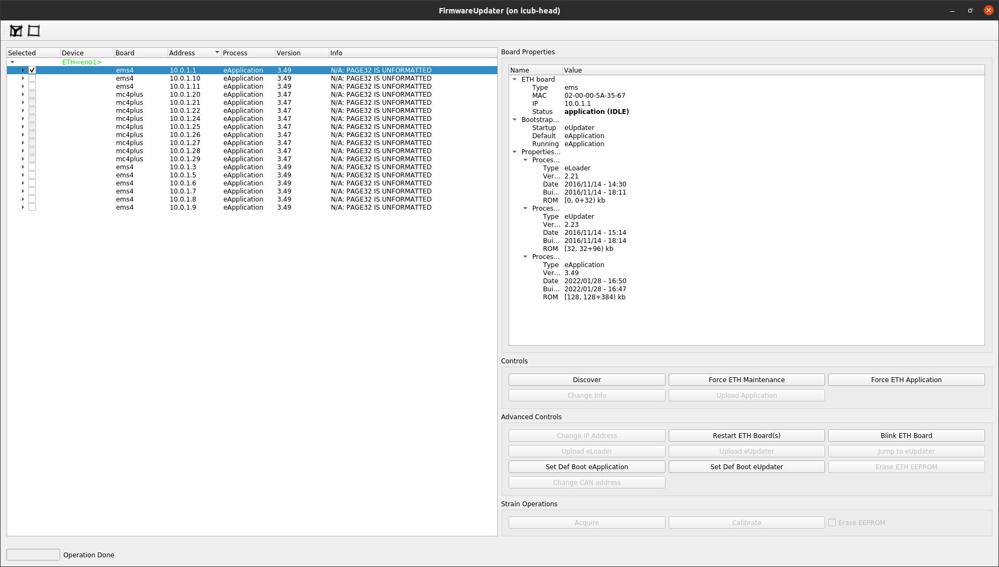 FirmwareUpdater (on icub-head)
Selected Device Board Address Process Version Info
ETH<eno1>
ems4 10.0.1.1 eApplication 3.49 N/A: PAGE32 IS UNFORMATTED
ems4 10.0.1.10 eApplication 3.49 N/A: PAGE32 IS UNFORMATTED
ems4 10.0.1.11 eApplication 3.49 N/A: PAGE32 IS UNFORMATTED
mc4plus 10.0.1.20 eApplication 3.47 N/A: PAGE32 IS UNFORMATTED
mc4plus 10.0.1.21 eApplication 3.47 N/A: PAGE32 IS UNFORMATTED
mc4plus 10.0.1.22 eApplication 3.47 N/A: PAGE32 IS UNFORMATTED
mc4plus 10.0.1.24 eApplication 3.47 N/A: PAGE32 IS UNFORMATTED
mc4plus 10.0.1.25 eApplication 3.47 N/A: PAGE32 IS UNFORMATTED
mc4plus 10.0.1.26 eApplication 3.47 N/A: PAGE32 IS UNFORMATTED
mc4plus 10.0.1.27 eApplication 3.47 N/A: PAGE32 IS UNFORMATTED
mc4plus 10.0.1.28 eApplication 3.47 N/A: PAGE32 IS UNFORMATTED
mc4plus 10.0.1.29 eApplication 3.47 N/A: PAGE32 IS UNFORMATTED
ems4 10.0.1.3 eApplication 3.49 N/A: PAGE32 IS UNFORMATTED
ems4 10.0.1.5 eApplication 3.49 N/A: PAGE32 IS UNFORMATTED
ems4 10.0.1.6 eApplication 3.49 N/A: PAGE32 IS UNFORMATTED
ems4 10.0.1.7 eApplication 3.49 N/A: PAGE32 IS UNFORMATTED
ems4 10.0.1.8 eApplication 3.49 N/A: PAGE32 IS UNFORMATTED
ems4 10.0.1.9 eApplication 3.49 N/A: PAGE32 IS UNFORMATTED
Board Properties
Name Value
ETH board
Type ems
MAC 02-00-00-5A-35-67
IP 10.0.1.1
Status application (IDLE)
Bootstrap...
Startup eUpdater
Default eApplication
Running eApplication
Properties...
Proces...
Type eLoader
Ver... 2.21
Date 2016/11/14 - 14:30
Bui... 2016/11/14 - 18:11
ROM [0, 0+32) kb
Proces...
Type eUpdater
Ver... 2.23
Date 2016/11/14 - 15:14
Bui... 2016/11/14 - 18:14
ROM [32, 32+96) kb
Proces...
Type eApplication
Ver... 3.49
Date 2022/01/28 - 16:50
Bui... 2022/01/28 - 16:47
ROM [128, 128+384) kb
Controls
Discover Force ETH Maintenance Force ETH Application
Change Info Upload Application
Advanced Controls
Change IP Address Restart ETH Board(s) Blink ETH Board
Upload eLoader Upload eUpdater Jump to eUpdater
Set Def Boot eApplication Set Def Boot eUpdater Erase ETH EEPROM
Change CAN address
Strain Operations
Acquire Calibrate Erase EEPROM
Operation Done